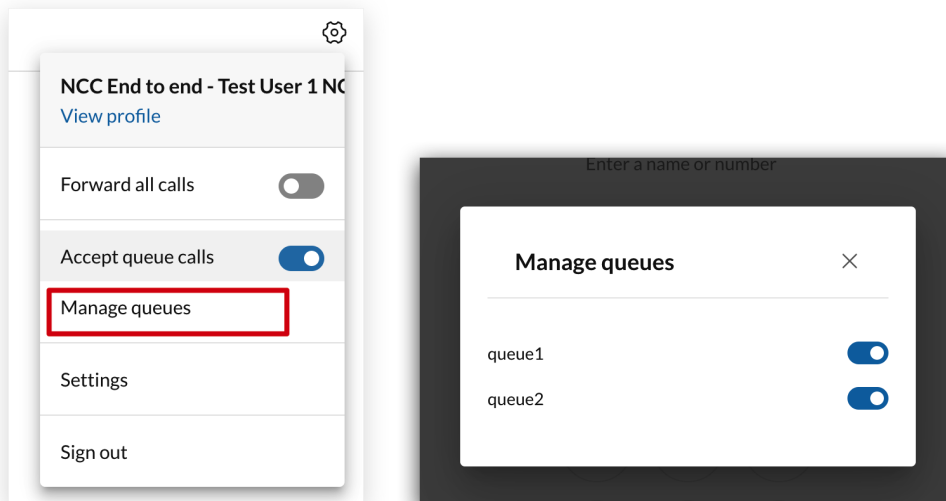 NCC End to end - Test User 1 NC
View profile
Forward all calls
Accept queue calls
Manage queues
Settings
Sign out
Enter a name or number
Manage queues
queue1
queue2